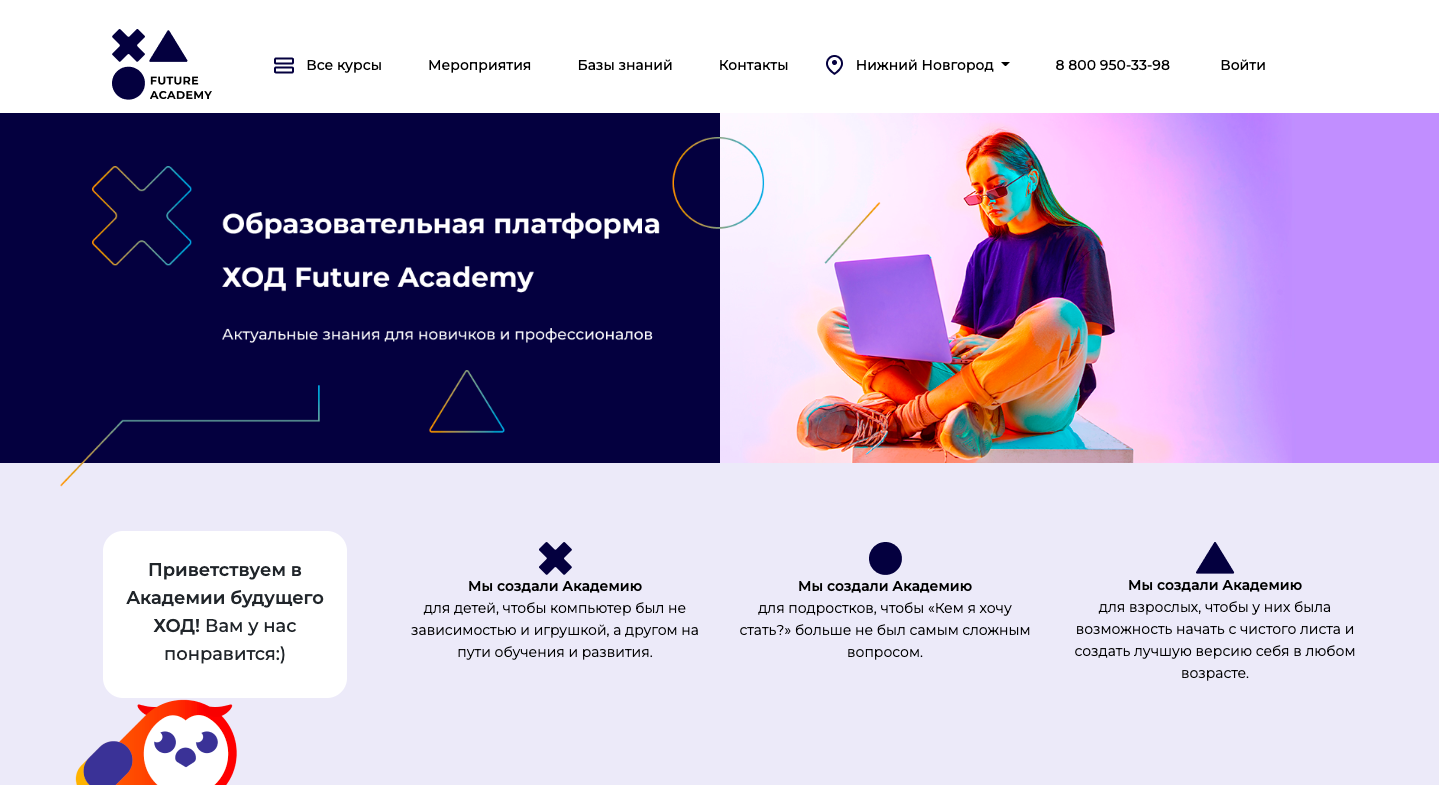 FUTURE
ACADEMY
Все курсы
Мероприятия
Базы знаний
Контакты
Нижний Новгород
8 800 950-33-98
Войти
Образовательная платформа
ХОД Future Academy
Актуальные знания для новичков и профессионалов
Приветствуем в
Академии будущего
ХОД! Вам у нас
понравится:)
Мы создали Академию
для детей, чтобы компьютер был не
зависимостью и игрушкой, а другом на
пути обучения и развития.
Мы создали Академию
для подростков, чтобы «Кем я хочу
стать?» больше не был самым сложным
вопросом.
Мы создали Академию
для взрослых, чтобы у них была
возможность начать с чистого листа и
создать лучшую версию себя в любом
возрасте.